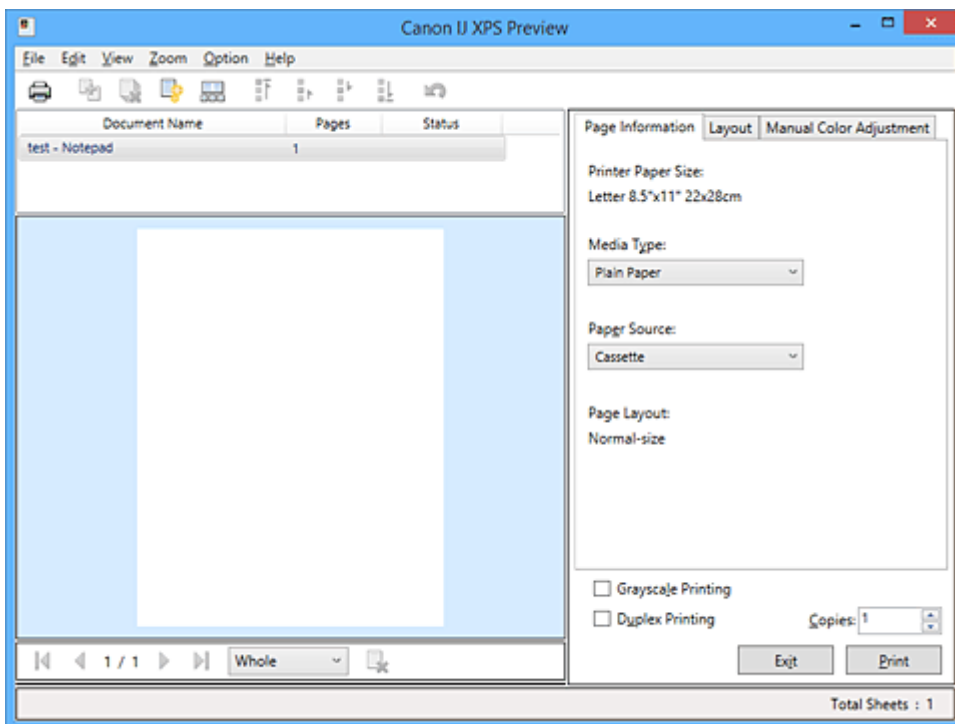 Canon IJ XPS Preview
File Edit View Zoom Option Help
Document Name Pages Status
test - Notepad 1
Page Information Layout Manual Color Adjustment
Printer Paper Size:
Letter 8.5"x11" 22x28cm
Media Type:
Plain Paper
Paper Source:
Cassette
Page Layout:
Normal-size
Grayscale Printing
Duplex Printing Copies: 1
1 / 1 Whole
Exit Print
Total Sheets : 1